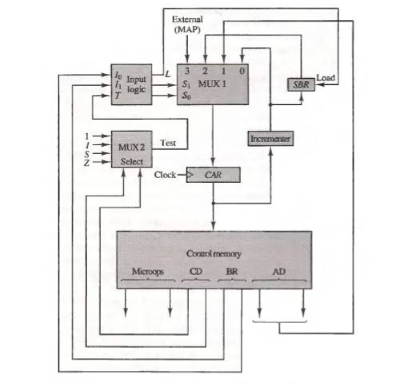 External
(MAP)
I₀ Input
I₁ logic
T
L
3 2 1 0
S₁ MUX 1
S₀
SBR
Load
1
I
S
Z
MUX 2
Select
Test
Incrementer
Clock
CAR
Control memory
Microops CD BR AD